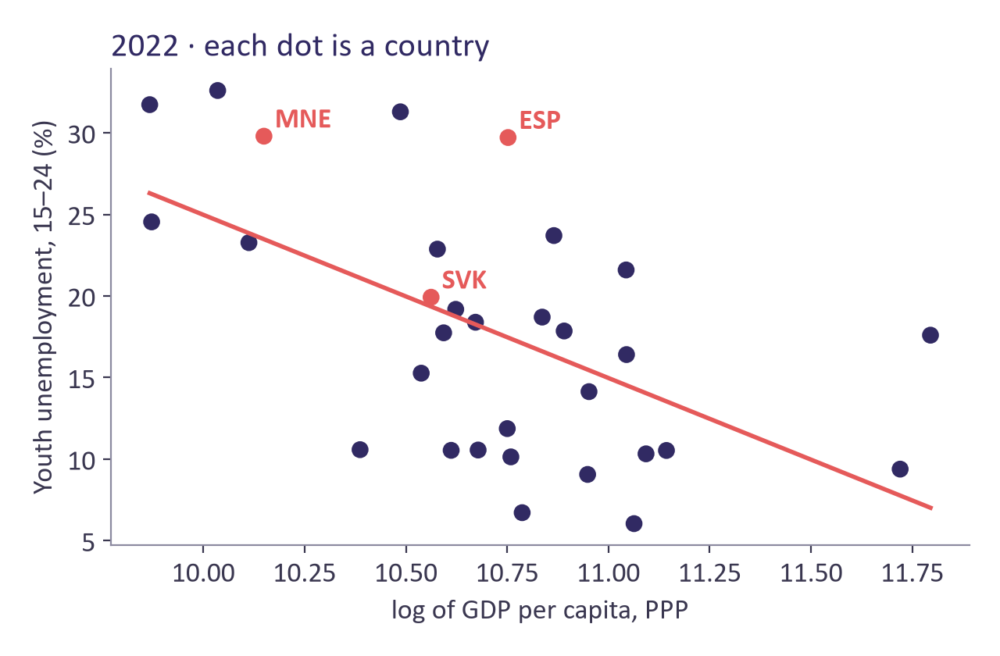 2022 · each dot is a country
Youth unemployment, 15–24 (%)
30
25
20
15
10
5
MNE
ESP
SVK
10.00 10.25 10.50 10.75 11.00 11.25 11.50 11.75
log of GDP per capita, PPP